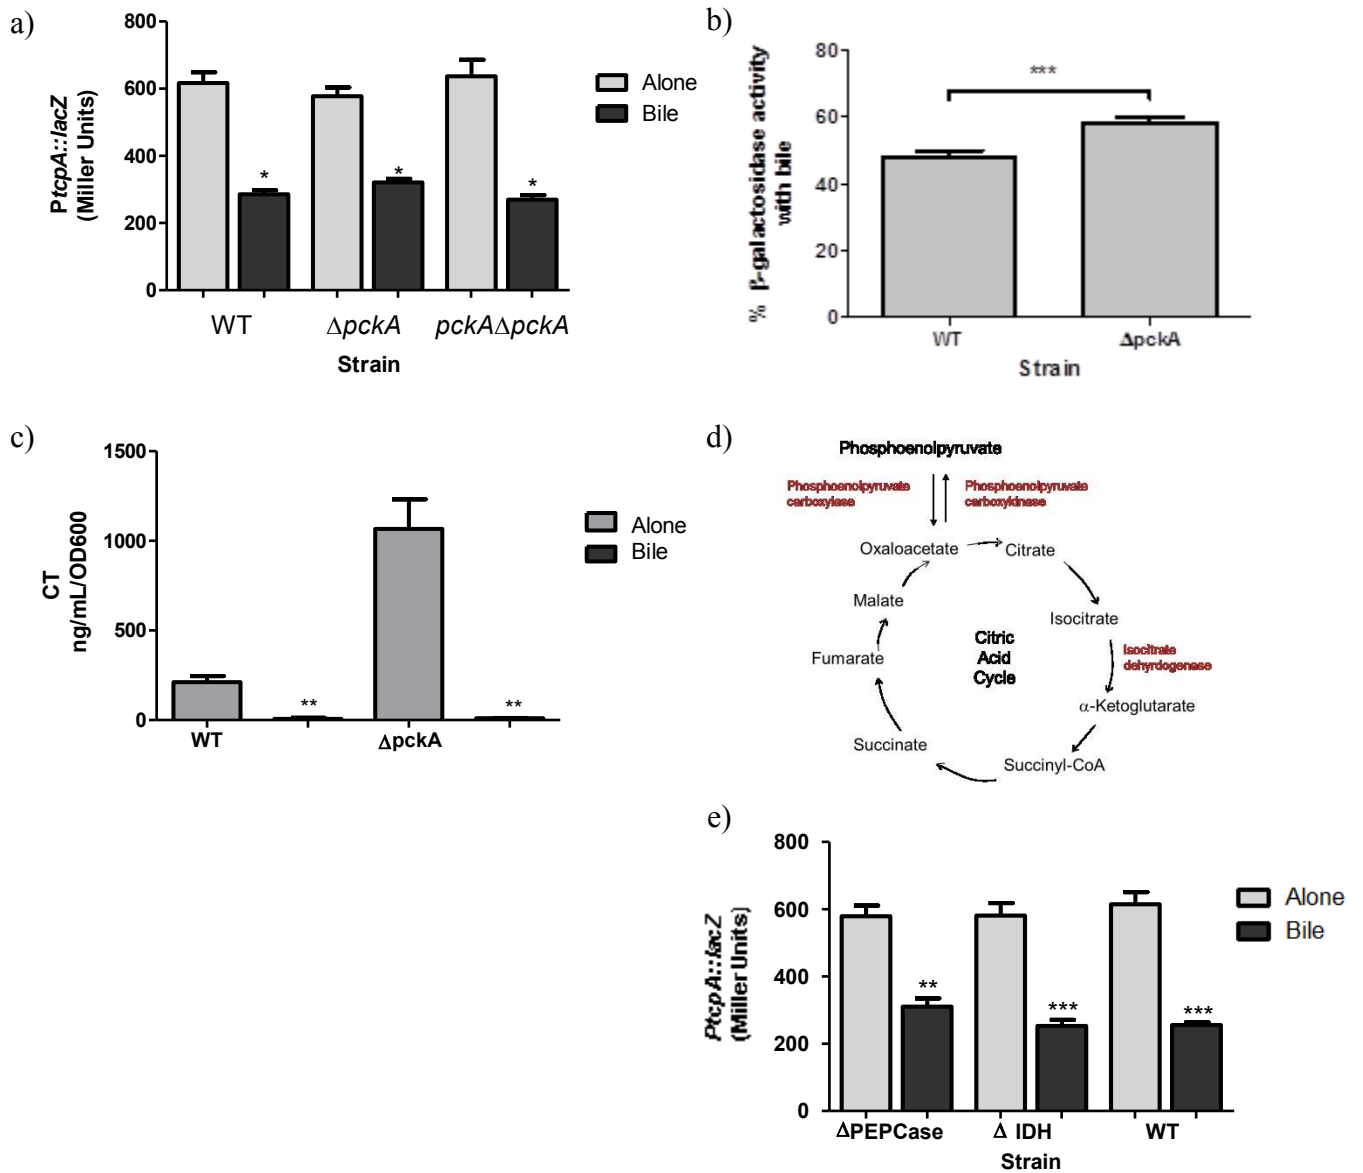 a)
800
600
400
200
0
PtcpA::lacZ
(Miller Units)
*
*
*
WT
ΔpckA
pckAΔpckA
Strain
Alone
Bile
b)
80
60
40
20
0
% β-galactosidase activity
with bile
***
WT
ΔpckA
Strain
c)
1500
1000
500
0
CT
ng/mL/OD600
**
**
WT
ΔpckA
Alone
Bile
d)
Phosphoenolpyruvate
Phosphoenolpyruvate
carboxylase
Phosphoenolpyruvate
carboxykinase
Oxaloacetate
Citrate
Malate
Isocitrate
Citric
Acid
Cycle
Fumarate
Isocitrate
dehyrdogenase
α-Ketoglutarate
Succinate
Succinyl-CoA
e)
800
600
400
200
0
PtcpA::lacZ
(Miller Units)
**
***
***
ΔPEPCase
Δ IDH
WT
Strain
Alone
Bile